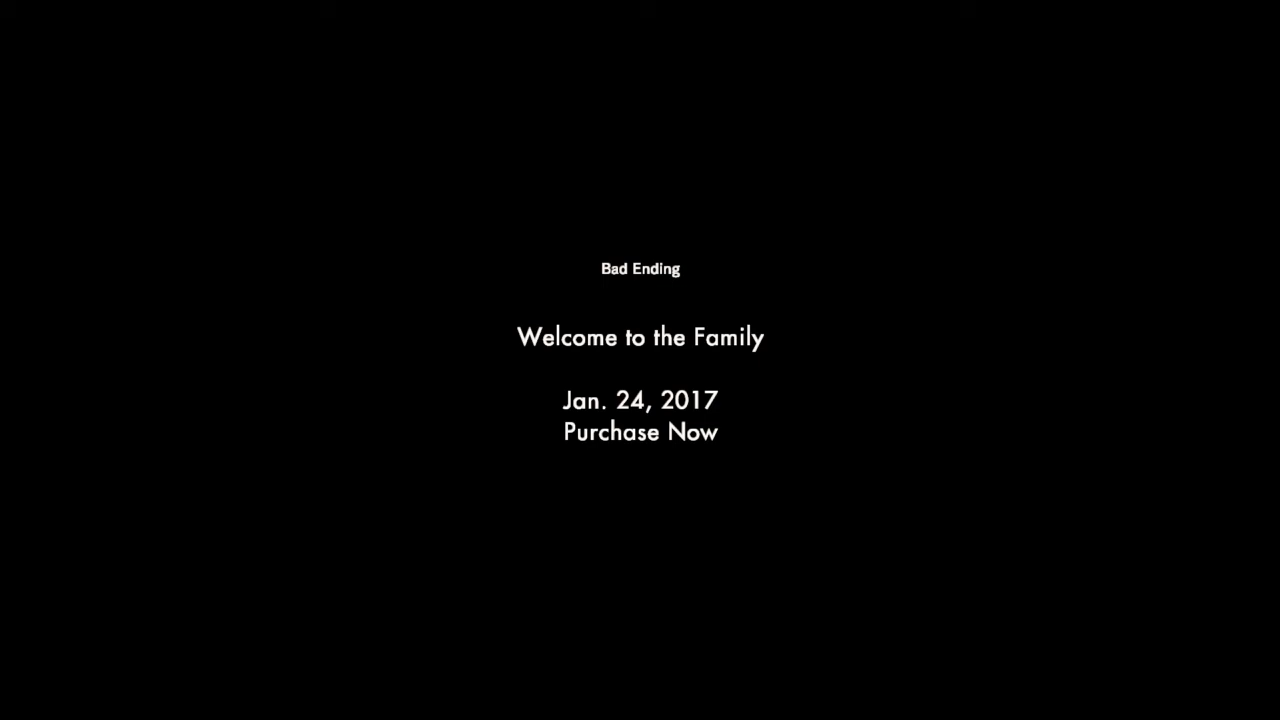 Bad Ending
Welcome to the Family
Jan. 24, 2017
Purchase Now